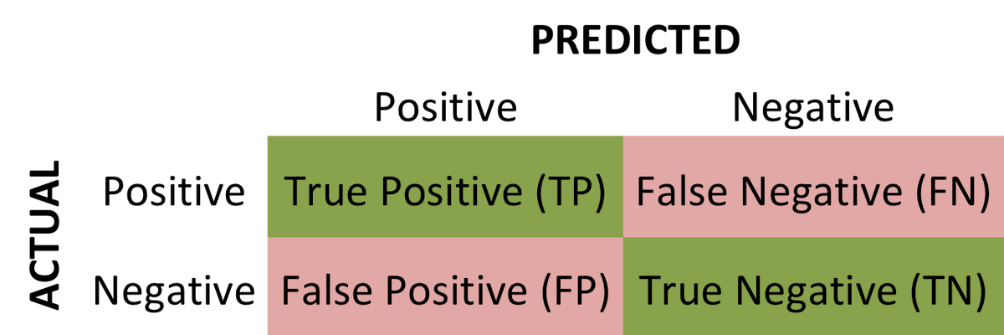 PREDICTED
Positive Negative
ACTUAL
Positive True Positive (TP) False Negative (FN)
Negative False Positive (FP) True Negative (TN)